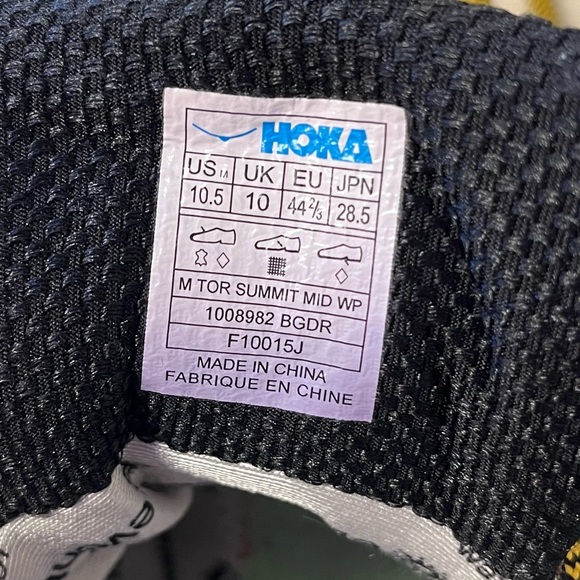 HOKA
US M UK EU JPN
10.5 10 44 2/3 28.5
M TOR SUMMIT MID WP
1008982 BGDR
F10015J
MADE IN CHINA
FABRIQUE EN CHINE